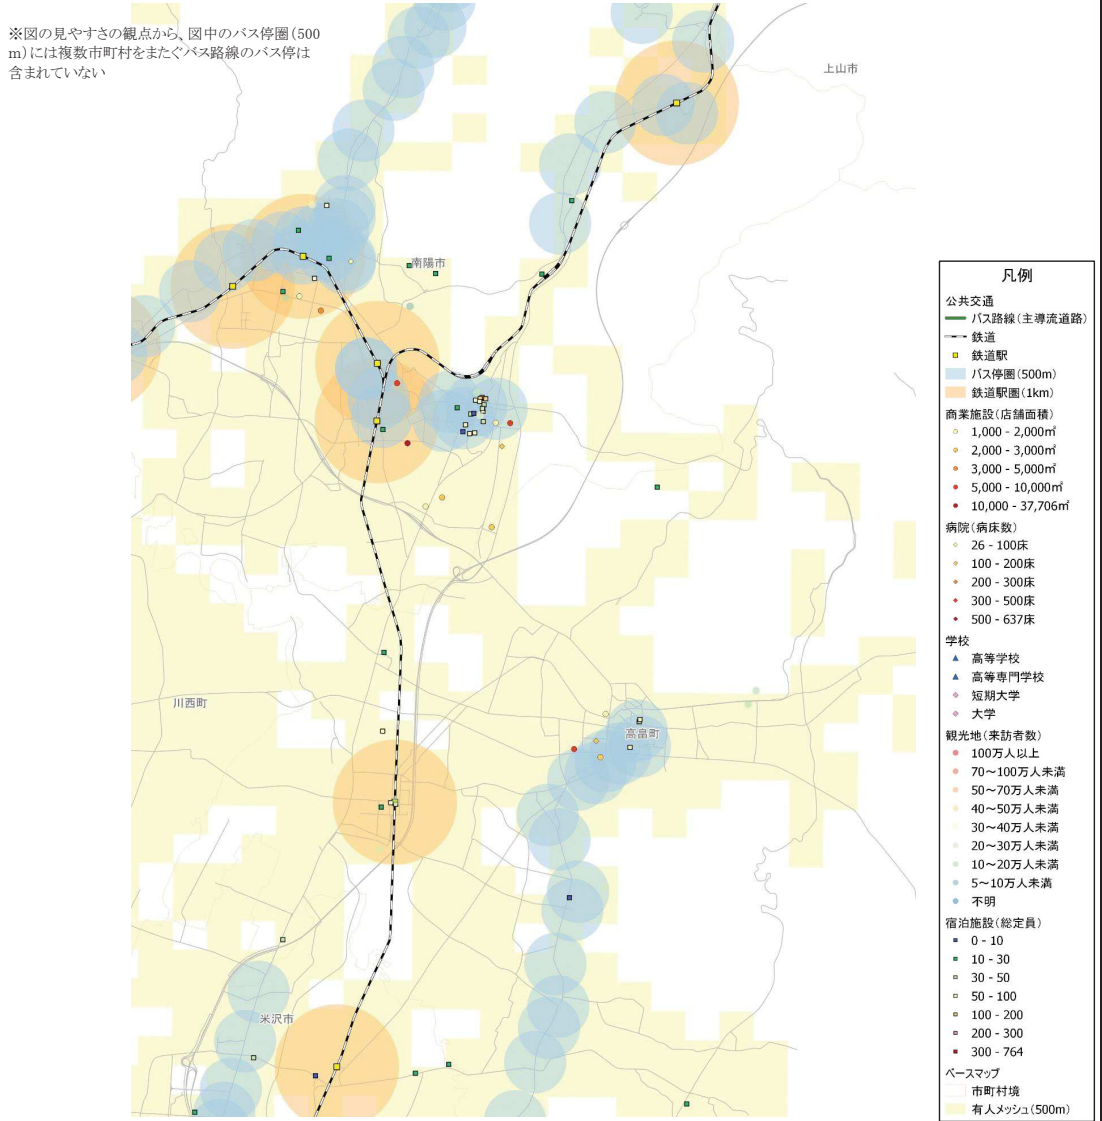 ※図の見やすさの観点から、図中のバス停圏(500
m)には複数市町村をまたぐバス路線のバス停は
含まれていない
上山市
南陽市
川西町
高畠町
米沢市
凡例
公共交通
バス路線(主導流道路)
鉄道
鉄道駅
バス停圏(500m)
鉄道駅圏(1km)
商業施設(店舗面積)
1,000 - 2,000㎡
2,000 - 3,000㎡
3,000 - 5,000㎡
5,000 - 10,000㎡
10,000 - 37,706㎡
病院(病床数)
26 - 100床
100 - 200床
200 - 300床
300 - 500床
500 - 637床
学校
高等学校
高等専門学校
短期大学
大学
観光地(来訪者数)
100万人以上
70～100万人未満
50～70万人未満
40～50万人未満
30～40万人未満
20～30万人未満
10～20万人未満
5～10万人未満
不明
宿泊施設(総定員)
0 - 10
10 - 30
30 - 50
50 - 100
100 - 200
200 - 300
300 - 764
ベースマップ
市町村境
有人メッシュ(500m)